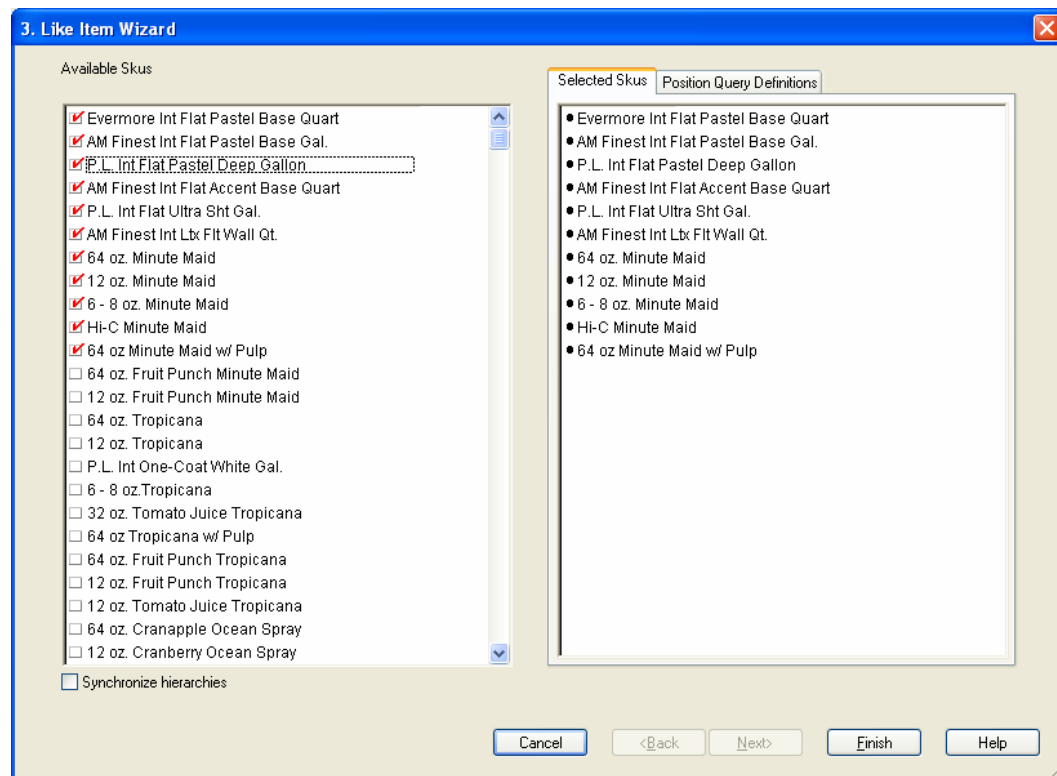 3. Like Item Wizard
Available Skus
Evermore Int Flat Pastel Base Quart
AM Finest Int Flat Pastel Base Gal.
P.L. Int Flat Pastel Deep Gallon
AM Finest Int Flat Accent Base Quart
P.L. Int Flat Ultra Sht Gal.
AM Finest Int Ltx Flt Wall Qt.
64 oz. Minute Maid
12 oz. Minute Maid
6 - 8 oz. Minute Maid
Hi-C Minute Maid
64 oz Minute Maid w/ Pulp
64 oz. Fruit Punch Minute Maid
12 oz. Fruit Punch Minute Maid
64 oz. Tropicana
12 oz. Tropicana
P.L. Int One-Coat White Gal.
6 - 8 oz.Tropicana
32 oz. Tomato Juice Tropicana
64 oz Tropicana w/ Pulp
64 oz. Fruit Punch Tropicana
12 oz. Fruit Punch Tropicana
12 oz. Tomato Juice Tropicana
64 oz. Cranapple Ocean Spray
12 oz. Cranberry Ocean Spray
Synchronize hierarchies
Selected Skus Position Query Definitions
Evermore Int Flat Pastel Base Quart
AM Finest Int Flat Pastel Base Gal.
P.L. Int Flat Pastel Deep Gallon
AM Finest Int Flat Accent Base Quart
P.L. Int Flat Ultra Sht Gal.
AM Finest Int Ltx Flt Wall Qt.
64 oz. Minute Maid
12 oz. Minute Maid
6 - 8 oz. Minute Maid
Hi-C Minute Maid
64 oz Minute Maid w/ Pulp
Cancel <Back Next> Finish Help